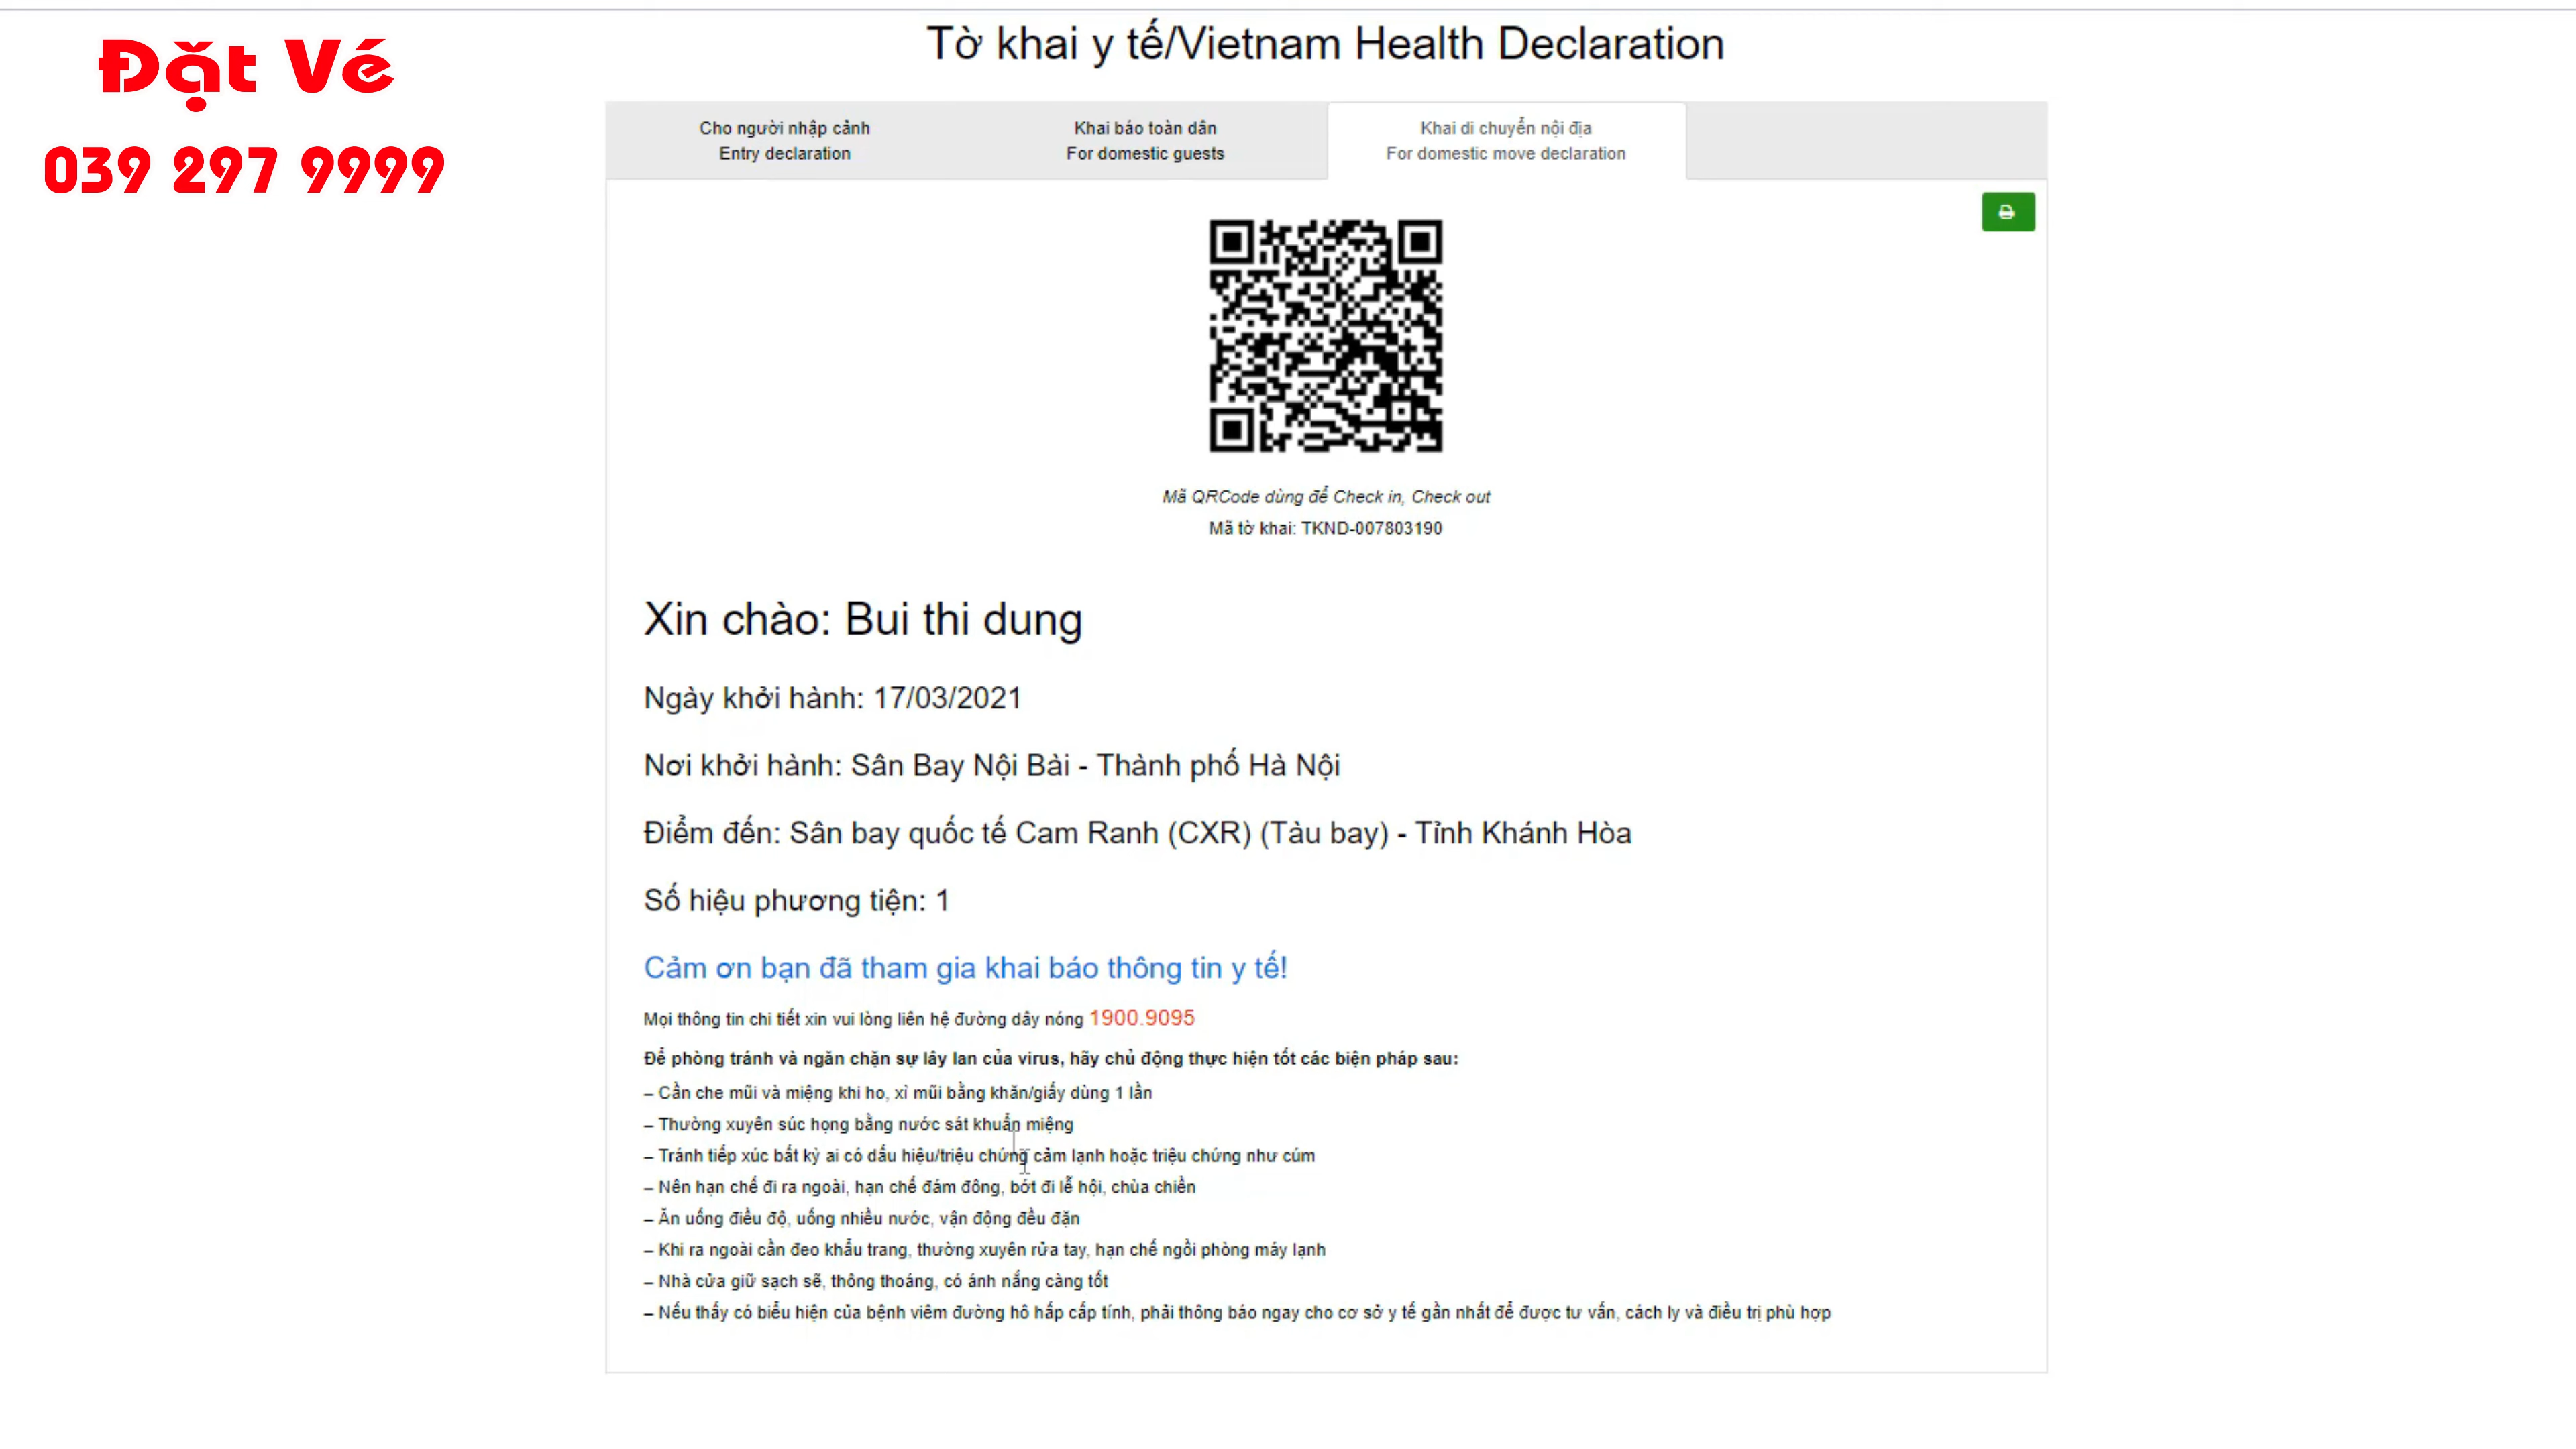 Đặt Vé
039 297 9999
Tờ khai y tế/Vietnam Health Declaration
Cho người nhập cảnh
Entry declaration
Khai báo toàn dân
For domestic guests
Khai di chuyển nội địa
For domestic move declaration
Mã QRCode dùng để Check in, Check out
Mã tờ khai: TKND-007803190
Xin chào: Bui thi dung
Ngày khởi hành: 17/03/2021
Nơi khởi hành: Sân Bay Nội Bài - Thành phố Hà Nội
Điểm đến: Sân bay quốc tế Cam Ranh (CXR) (Tàu bay) - Tỉnh Khánh Hòa
Số hiệu phương tiện: 1
Cảm ơn bạn đã tham gia khai báo thông tin y tế!
Mọi thông tin chi tiết xin vui lòng liên hệ đường dây nóng 1900.9095
Để phòng tránh và ngăn chặn sự lây lan của virus, hãy chủ động thực hiện tốt các biện pháp sau:
– Cần che mũi và miệng khi ho, xì mũi bằng khăn/giấy dùng 1 lần
– Thường xuyên súc họng bằng nước sát khuẩn miệng
– Tránh tiếp xúc bất kỳ ai có dấu hiệu/triệu chứng cảm lạnh hoặc triệu chứng như cúm
– Nên hạn chế đi ra ngoài, hạn chế đám đông, bớt đi lễ hội, chùa chiền
– Ăn uống điều độ, uống nhiều nước, vận động đều đặn
– Khi ra ngoài cần đeo khẩu trang, thường xuyên rửa tay, hạn chế ngồi phòng máy lạnh
– Nhà cửa giữ sạch sẽ, thông thoáng, có ánh nắng càng tốt
– Nếu thấy có biểu hiện của bệnh viêm đường hô hấp cấp tính, phải thông báo ngay cho cơ sở y tế gần nhất để được tư vấn, cách ly và điều trị phù hợp